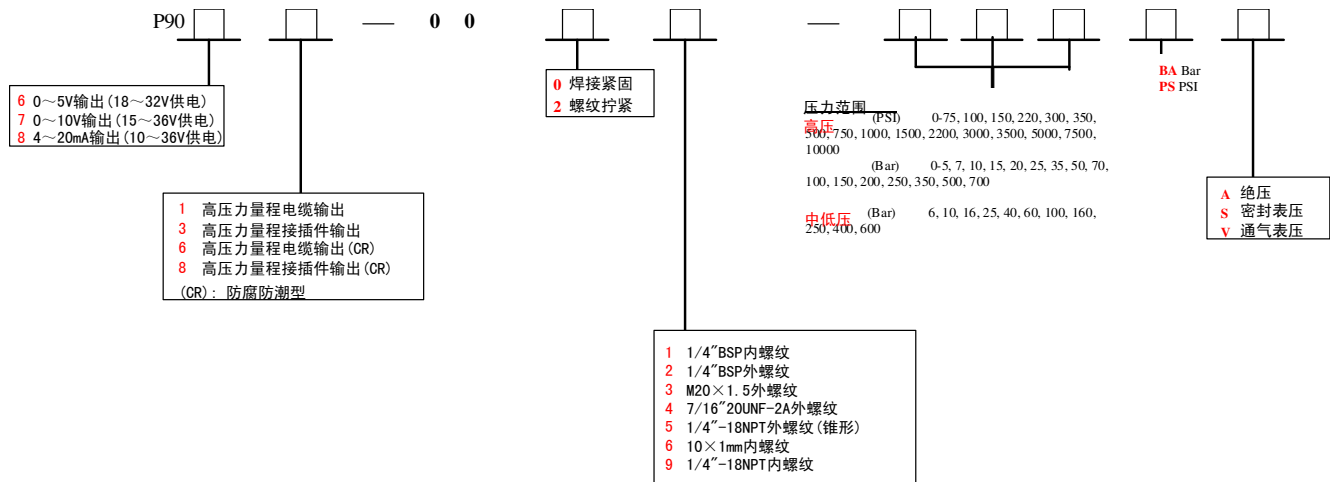 P90 — 0 0 —
6 0～5V输出(18～32V供电)
7 0～10V输出(15～36V供电)
8 4～20mA输出(10～36V供电)
1 高压力量程电缆输出
3 高压力量程接插件输出
6 高压力量程电缆输出(CR)
8 高压力量程接插件输出(CR)
(CR): 防腐防潮型
0 焊接紧固
2 螺纹拧紧
1 1/4"BSP内螺纹
2 1/4"BSP外螺纹
3 M20×1.5外螺纹
4 7/16"20UNF-2A外螺纹
5 1/4"-18NPT外螺纹(锥形)
6 10×1mm内螺纹
9 1/4"-18NPT内螺纹
压力范围
高压 (PSI) 0-75, 100, 150, 220, 300, 350,
500, 750, 1000, 1500, 2200, 3000, 3500, 5000, 7500,
10000
(Bar) 0-5, 7, 10, 15, 20, 25, 35, 50, 70,
100, 150, 200, 250, 350, 500, 700
中低压 (Bar) 6, 10, 16, 25, 40, 60, 100, 160,
250, 400, 600
BA Bar
PS PSI
A 绝压
S 密封表压
V 通气表压